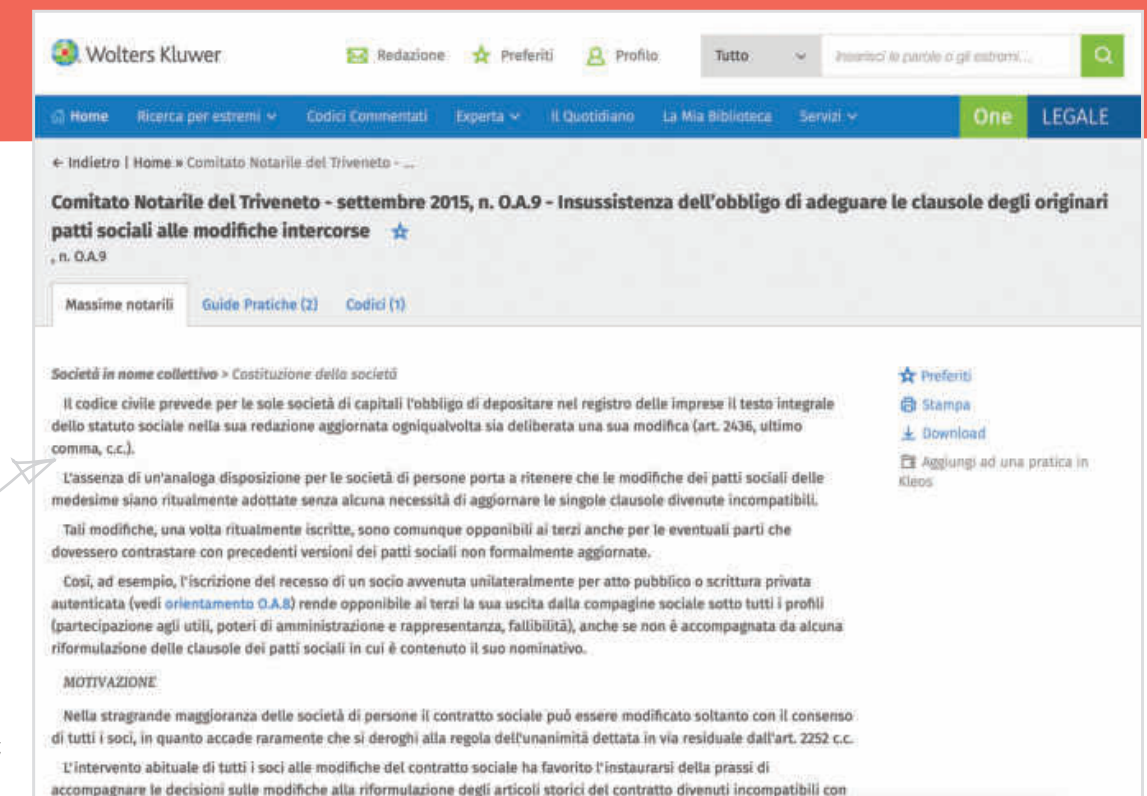 Wolters Kluwer
Redazione
Preferiti
Profilo
Tutto
Inserisci le parole o gli estremi...
Home
Ricerca per estremi
Codici Commentati
Experta
Il Quotidiano
La Mia Biblioteca
Servizi
One LEGALE
← Indietro | Home » Comitato Notarile del Triveneto - ...
Comitato Notarile del Triveneto - settembre 2015, n. O.A.9 - Insussistenza dell'obbligo di adeguare le clausole degli originari
patti sociali alle modifiche intercorse
, n. O.A.9
Massime notarili
Guide Pratiche (2)
Codici (1)
Società in nome collettivo > Costituzione della società
Il codice civile prevede per le sole società di capitali l'obbligo di depositare nel registro delle imprese il testo integrale
dello statuto sociale nella sua redazione aggiornata ogniqualvolta sia deliberata una sua modifica (art. 2436, ultimo
comma, c.c.).
L'assenza di un'analoga disposizione per le società di persone porta a ritenere che le modifiche dei patti sociali delle
medesime siano ritualmente adottate senza alcuna necessità di aggiornare le singole clausole divenute incompatibili.
Tali modifiche, una volta ritualmente iscritte, sono comunque opponibili ai terzi anche per le eventuali parti che
dovessero contrastare con precedenti versioni dei patti sociali non formalmente aggiornate.
Così, ad esempio, l'iscrizione del recesso di un socio avvenuta unilateralmente per atto pubblico o scrittura privata
autenticata (vedi orientamento O.A.8) rende opponibile ai terzi la sua uscita dalla compagine sociale sotto tutti i profili
(partecipazione agli utili, poteri di amministrazione e rappresentanza, fallibilità), anche se non è accompagnata da alcuna
riformulazione delle clausole dei patti sociali in cui è contenuto il suo nominativo.
MOTIVAZIONE
Nella stragrande maggioranza delle società di persone il contratto sociale può essere modificato soltanto con il consenso
di tutti i soci, in quanto accade raramente che si deroghi alla regola dell'unanimità dettata in via residuale dall'art. 2252 c.c.
L'intervento abituale di tutti i soci alle modifiche del contratto sociale ha favorito l'instaurarsi della prassi di
accompagnare le decisioni sulle modifiche alla riformulazione degli articoli storici del contratto divenuti incompatibili con
Preferiti
Stampa
Download
Aggiungi ad una pratica in
Kleos